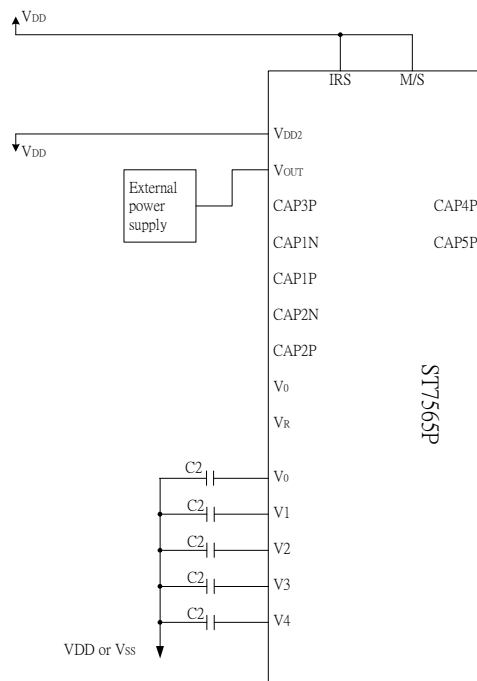 VDD
IRS M/S
VDD2
VDD
VOUT
External
power
supply
CAP3P CAP4P
CAP1N CAP5P
CAP1P
CAP2N
CAP2P
ST7565P
V0
VR
C2 V0
C2 V1
C2 V2
C2 V3
C2 V4
VDD or Vss